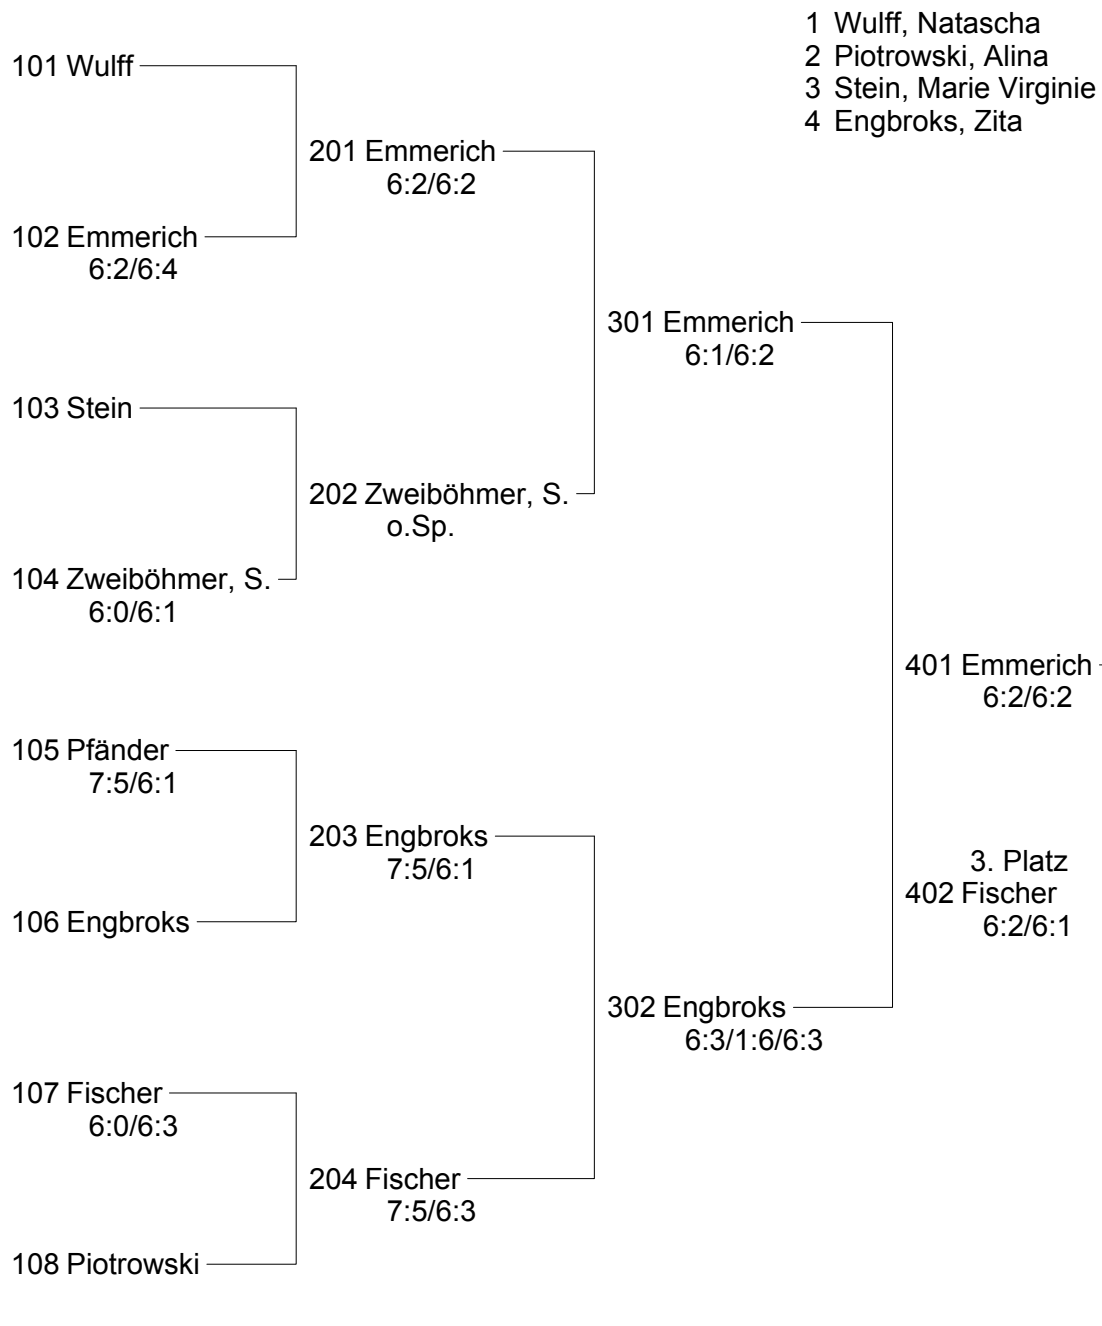 1 Wulff, Natascha
2 Piotrowski, Alina
3 Stein, Marie Virginie
4 Engbroks, Zita
101 Wulff
201 Emmerich
6:2/6:2
102 Emmerich
6:2/6:4
301 Emmerich
6:1/6:2
103 Stein
202 Zweiböhmer, S.
o.Sp.
104 Zweiböhmer, S.
6:0/6:1
401 Emmerich
6:2/6:2
105 Pfänder
7:5/6:1
203 Engbroks
7:5/6:1
3. Platz
402 Fischer
6:2/6:1
106 Engbroks
302 Engbroks
6:3/1:6/6:3
107 Fischer
6:0/6:3
204 Fischer
7:5/6:3
108 Piotrowski